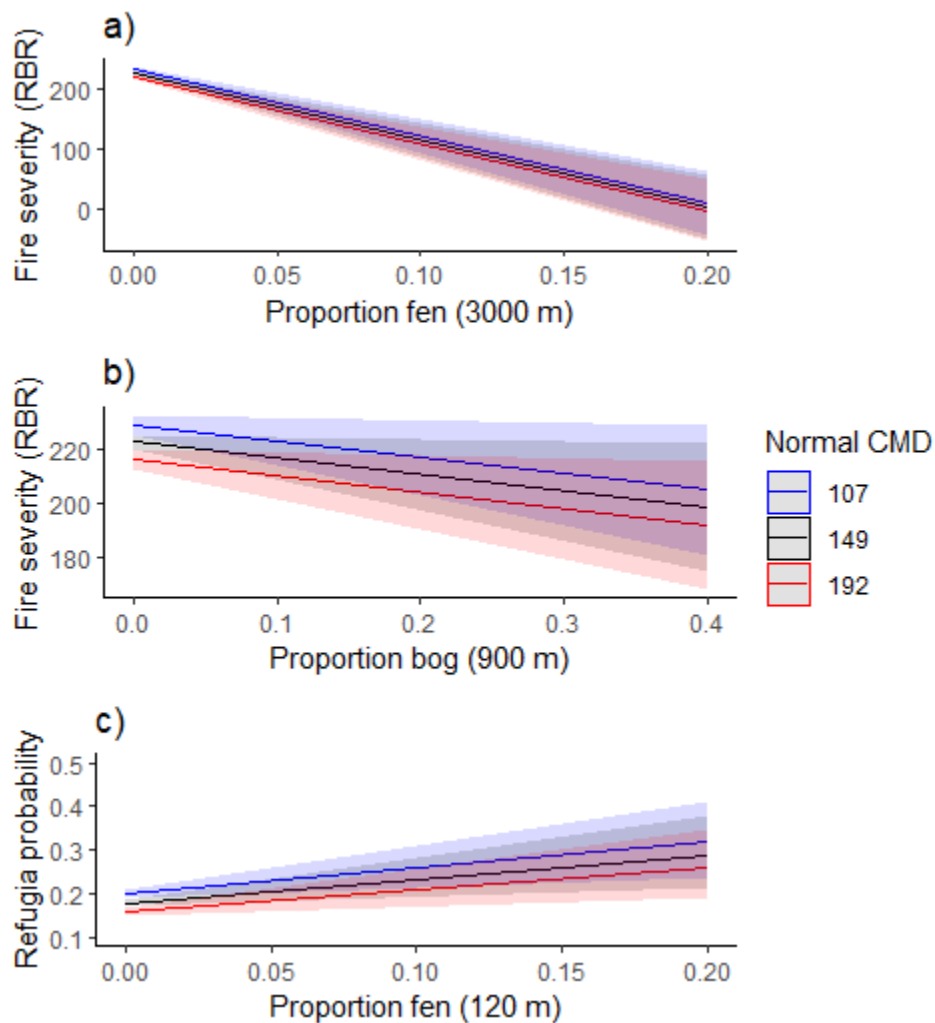 a)
Fire severity (RBR)
200
100
0
0.00 0.05 0.10 0.15 0.20
Proportion fen (3000 m)
b)
Fire severity (RBR)
220
200
180
0.0 0.1 0.2 0.3 0.4
Proportion bog (900 m)
Normal CMD
107
149
192
c)
Refugia probability
0.5
0.4
0.3
0.2
0.1
0.00 0.05 0.10 0.15 0.20
Proportion fen (120 m)